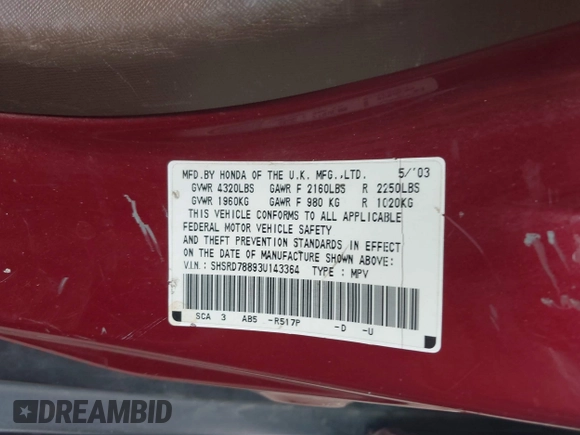 MFD.BY HONDA OF THE U.K. MFG.,LTD. 5/'03
GVWR 4320LBS GAWR F 2160LBS R 2250LBS
GVWR 1960KG GAWR F 980 KG R 1020KG
THIS VEHICLE CONFORMS TO ALL APPLICABLE
FEDERAL MOTOR VEHICLE SAFETY
AND THEFT PREVENTION STANDARDS IN EFFECT
ON THE DATE OF MANUFACTURE SHOWN ABOVE:
V.I.N.: SHSRD78893U143364 TYPE: MPV
SCA 3 AB5 -R517P -D -U
DREAMBID